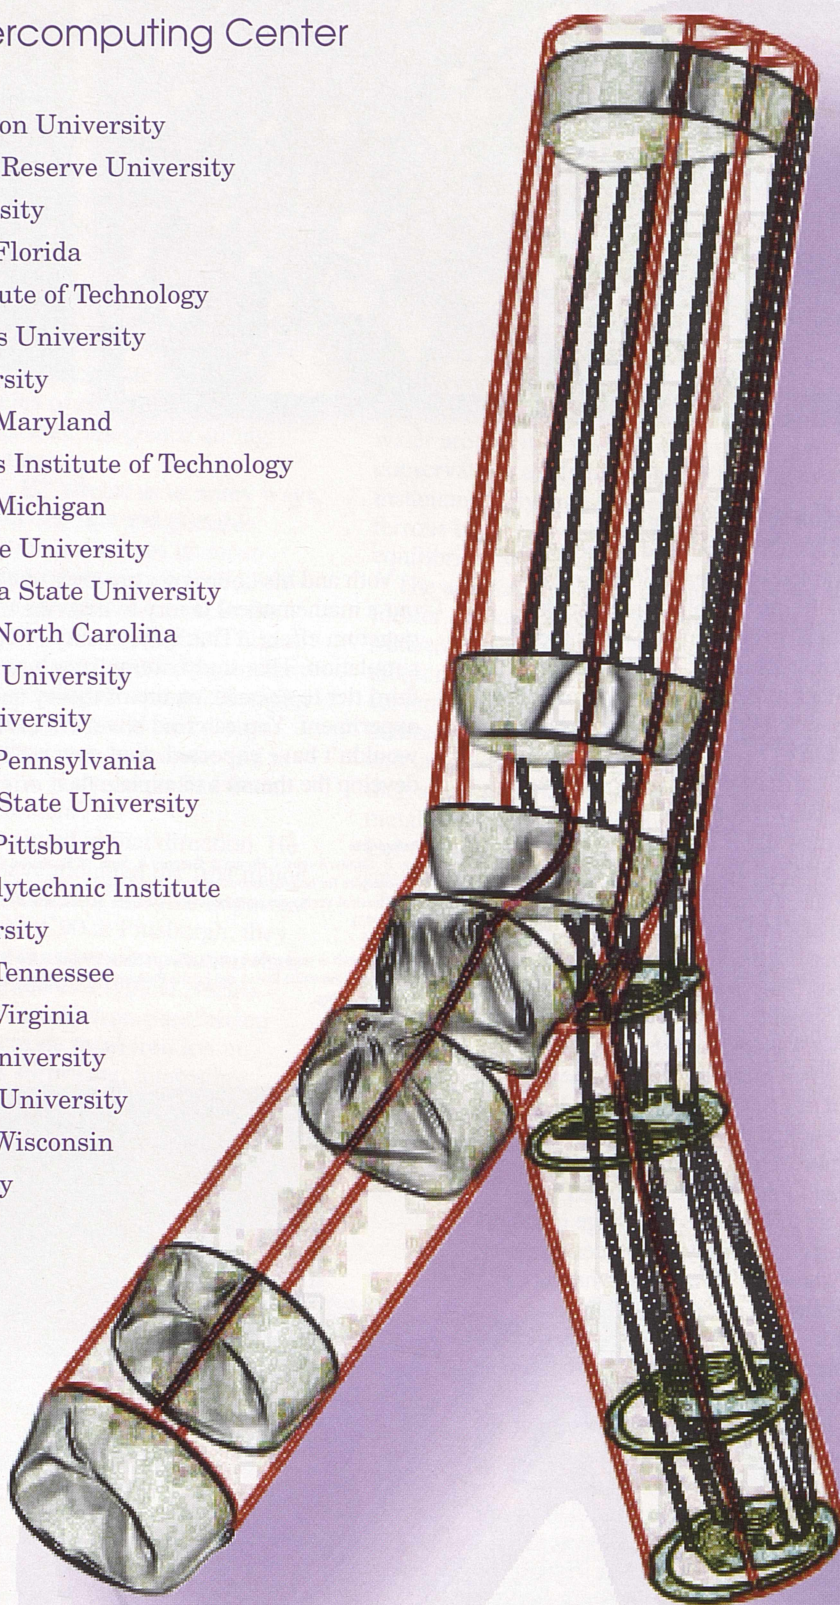 ercomputing Center
on University
Reserve University
sity
Florida
ute of Technology
s University
rsity
Maryland
s Institute of Technology
Michigan
e University
a State University
North Carolina
University
iversity
Pennsylvania
State University
Pittsburgh
lytechnic Institute
rsity
Tennessee
Virginia
niversity
University
Wisconsin
y